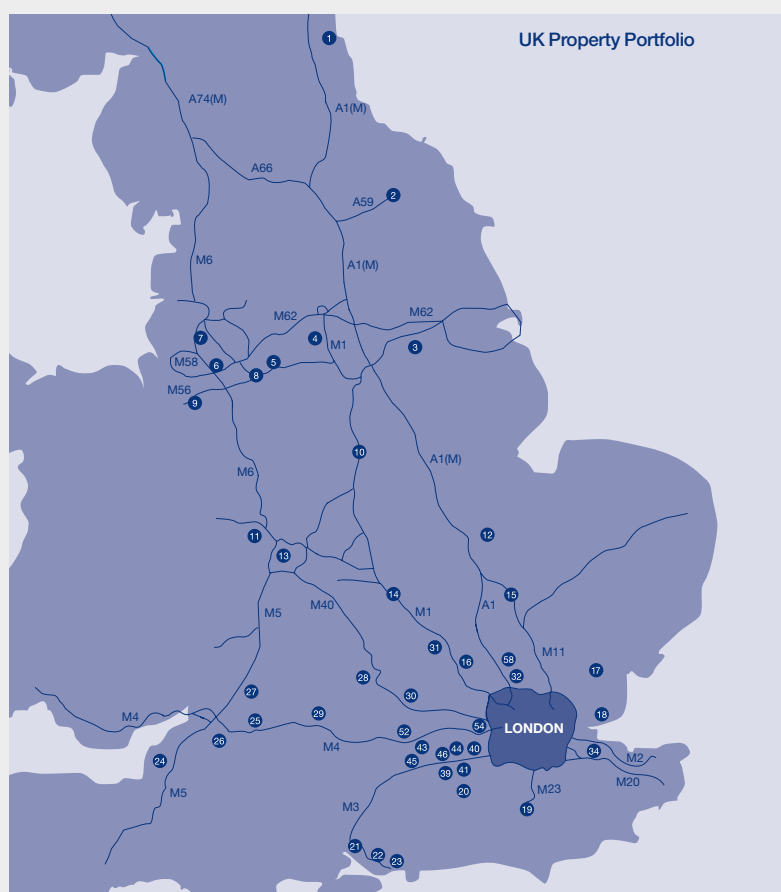 UK Property Portfolio
1
A74(M)
A1(M)
A66
A59
2
M6
A1(M)
M62
M62
7
4
M1
3
M58
6
5
8
M56
9
10
A1(M)
M6
11
12
13
14
15
M40
M1
A1
M5
31
16
58
M11
32
17
28
27
30
18
M4
25
29
54
LONDON
52
26
M4
43
44
40
46
34
M2
24
45
39
41
M20
M5
20
M23
M3
19
21
22
23